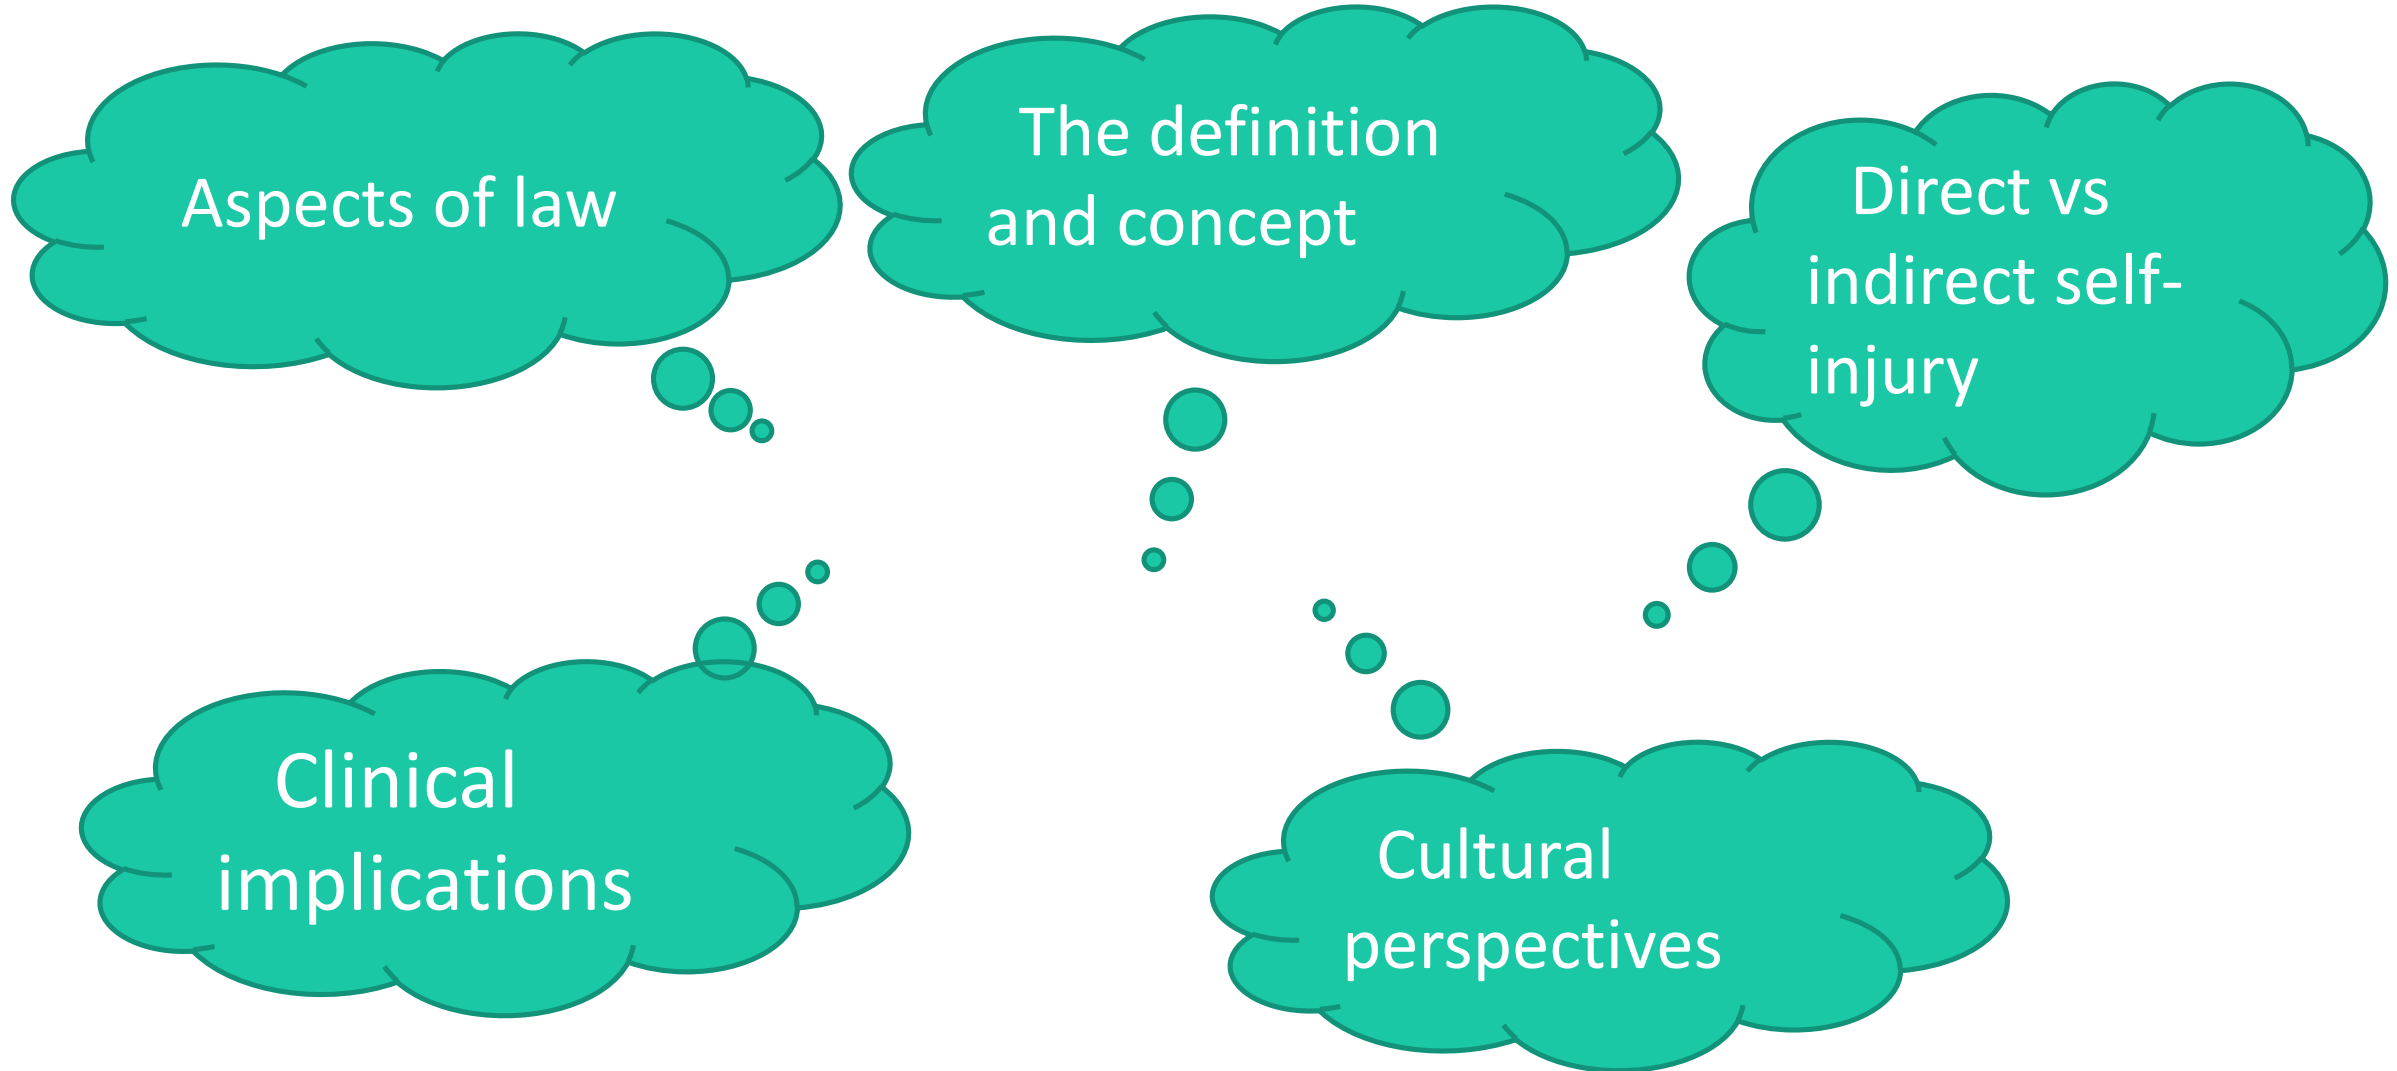 Aspects of law
The definition
and concept
Direct vs
indirect self-
injury
Clinical
implications
Cultural
perspectives